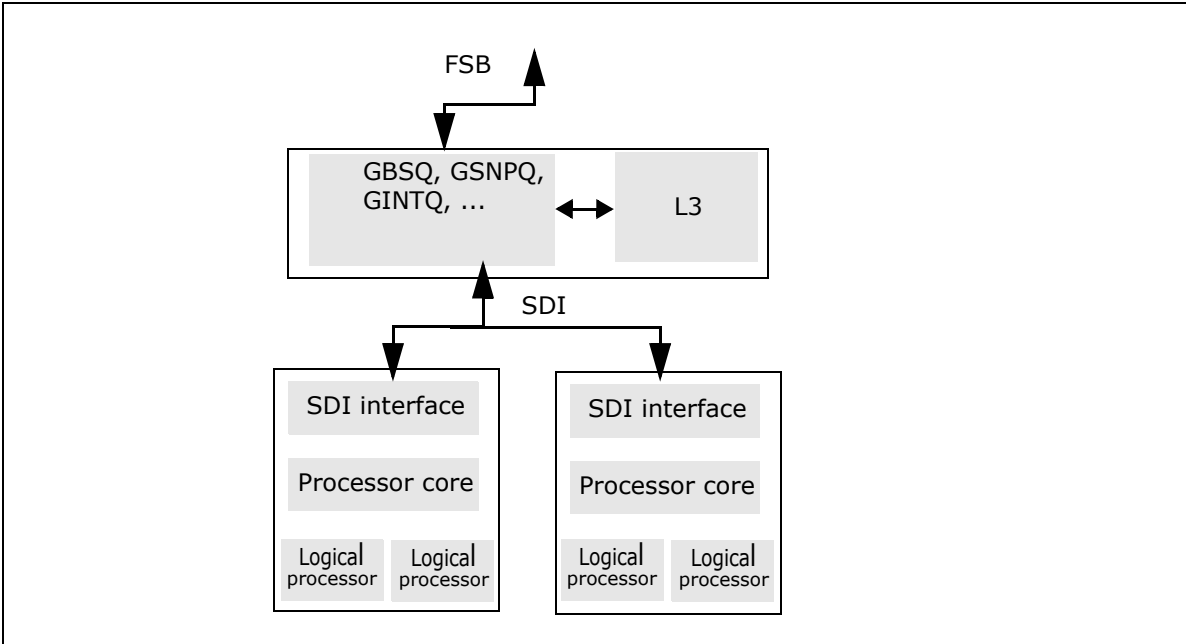 FSB
GBSQ, GSNPQ,
GINTQ, ...
L3
SDI
SDI interface
Processor core
Logical
processor
Logical
processor
SDI interface
Processor core
Logical
processor
Logical
processor